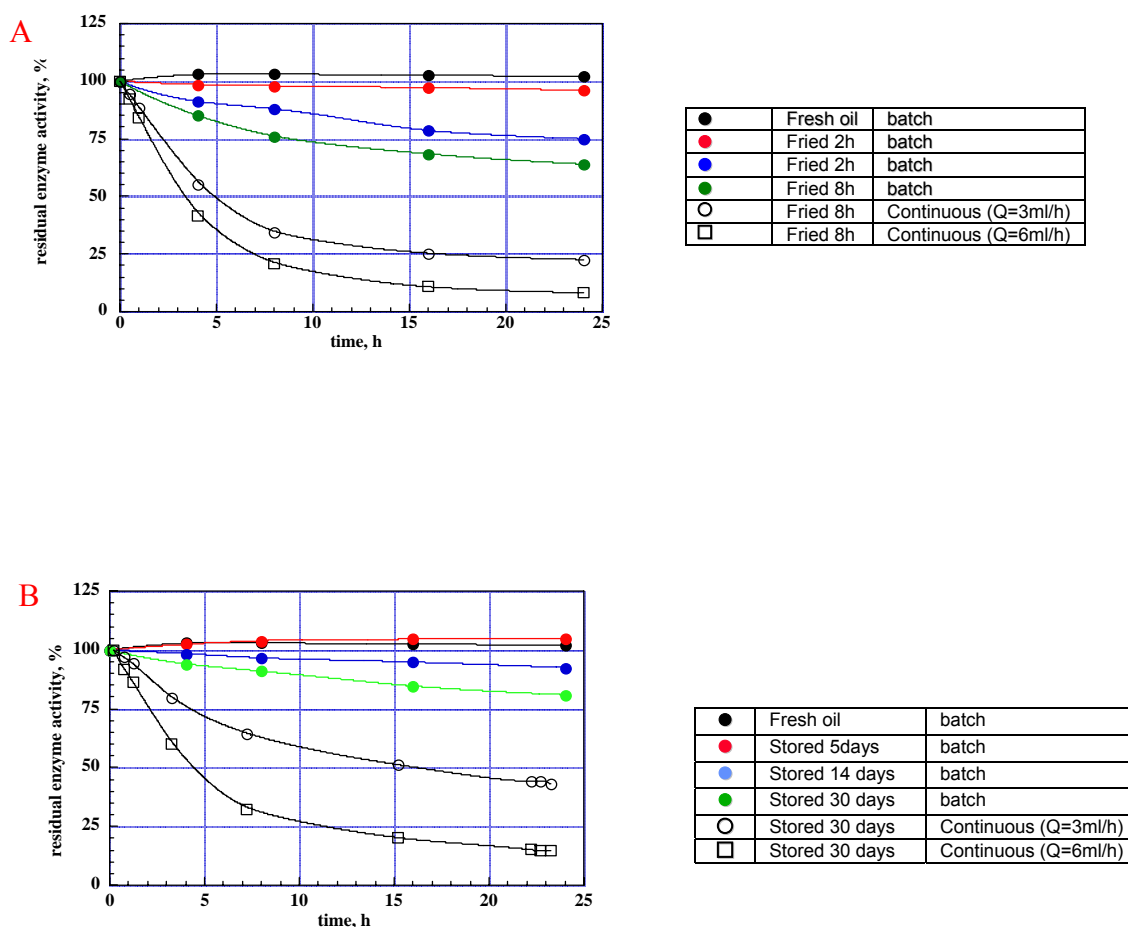 A
125
100
75
50
25
0
0 5 10 15 20 25
residual enzyme activity, %
time, h
Fresh oil batch
Fried 2h batch
Fried 2h batch
Fried 8h batch
Fried 8h Continuous (Q=3ml/h)
Fried 8h Continuous (Q=6ml/h)
B
125
100
75
50
25
0
0 5 10 15 20 25
residual enzyme activity, %
time, h
Fresh oil batch
Stored 5days batch
Stored 14 days batch
Stored 30 days batch
Stored 30 days Continuous (Q=3ml/h)
Stored 30 days Continuous (Q=6ml/h)